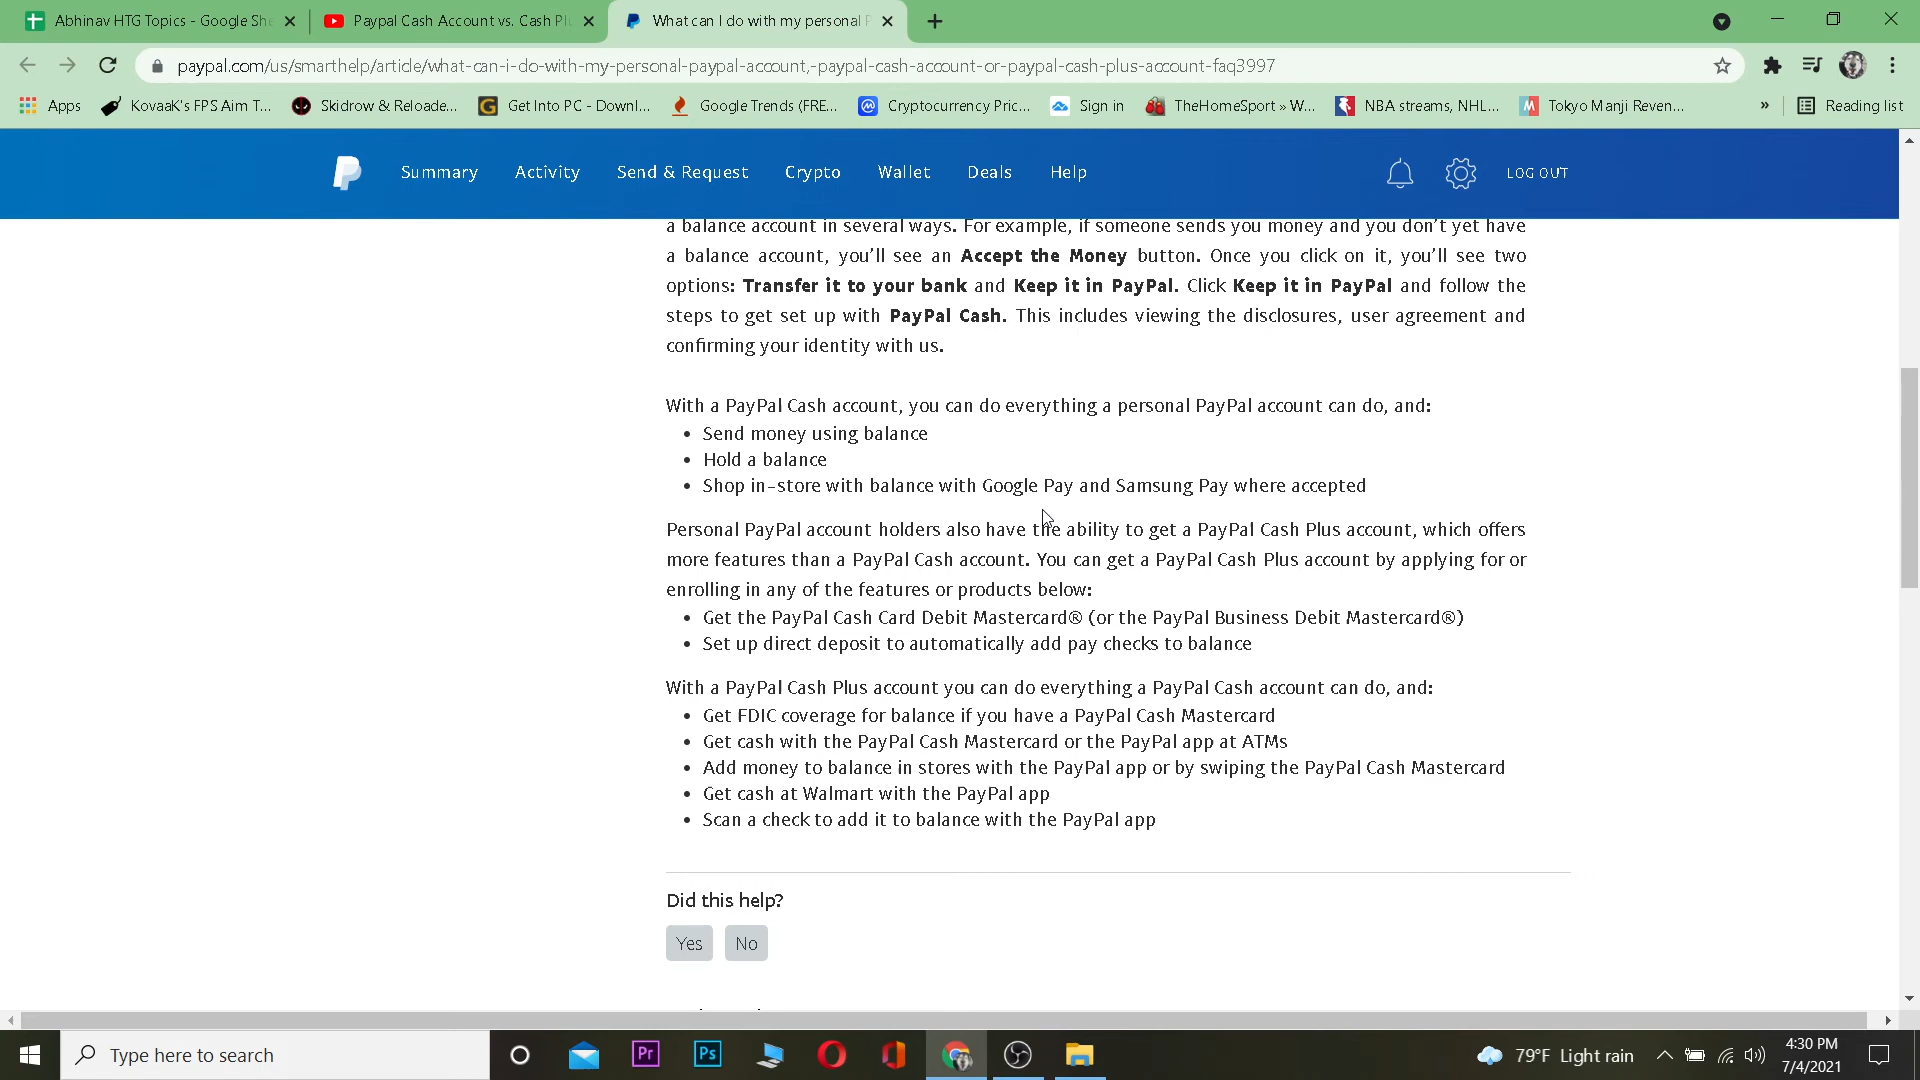 Abhinav HTG Topics - Google She
Paypal Cash Account vs. Cash Pl
What can I do with my personal P
paypal.com/us/smarthelp/article/what-can-i-do-with-my-personal-paypal-account,-paypal-cash-account-or-paypal-cash-plus-account-faq3997
Apps
KovaaK's FPS Aim T...
Skidrow & Reloade...
Get Into PC - Downl...
Google Trends (FRE...
Cryptocurrency Pric...
Sign in
TheHomeSport » W...
NBA streams, NHL...
Tokyo Manji Reven...
»
Reading list
Summary
Activity
Send & Request
Crypto
Wallet
Deals
Help
LOG OUT
a balance account in several ways. For example, if someone sends you money and you don't yet have
a balance account, you'll see an Accept the Money button. Once you click on it, you'll see two
options: Transfer it to your bank and Keep it in PayPal. Click Keep it in PayPal and follow the
steps to get set up with PayPal Cash. This includes viewing the disclosures, user agreement and
confirming your identity with us.
With a PayPal Cash account, you can do everything a personal PayPal account can do, and:
• Send money using balance
• Hold a balance
• Shop in-store with balance with Google Pay and Samsung Pay where accepted
Personal PayPal account holders also have the ability to get a PayPal Cash Plus account, which offers
more features than a PayPal Cash account. You can get a PayPal Cash Plus account by applying for or
enrolling in any of the features or products below:
• Get the PayPal Cash Card Debit Mastercard® (or the PayPal Business Debit Mastercard®)
• Set up direct deposit to automatically add pay checks to balance
With a PayPal Cash Plus account you can do everything a PayPal Cash account can do, and:
• Get FDIC coverage for balance if you have a PayPal Cash Mastercard
• Get cash with the PayPal Cash Mastercard or the PayPal app at ATMs
• Add money to balance in stores with the PayPal app or by swiping the PayPal Cash Mastercard
• Get cash at Walmart with the PayPal app
• Scan a check to add it to balance with the PayPal app
Did this help?
Yes
No
Type here to search
Pr
Ps
79°F Light rain
4:30 PM
7/4/2021